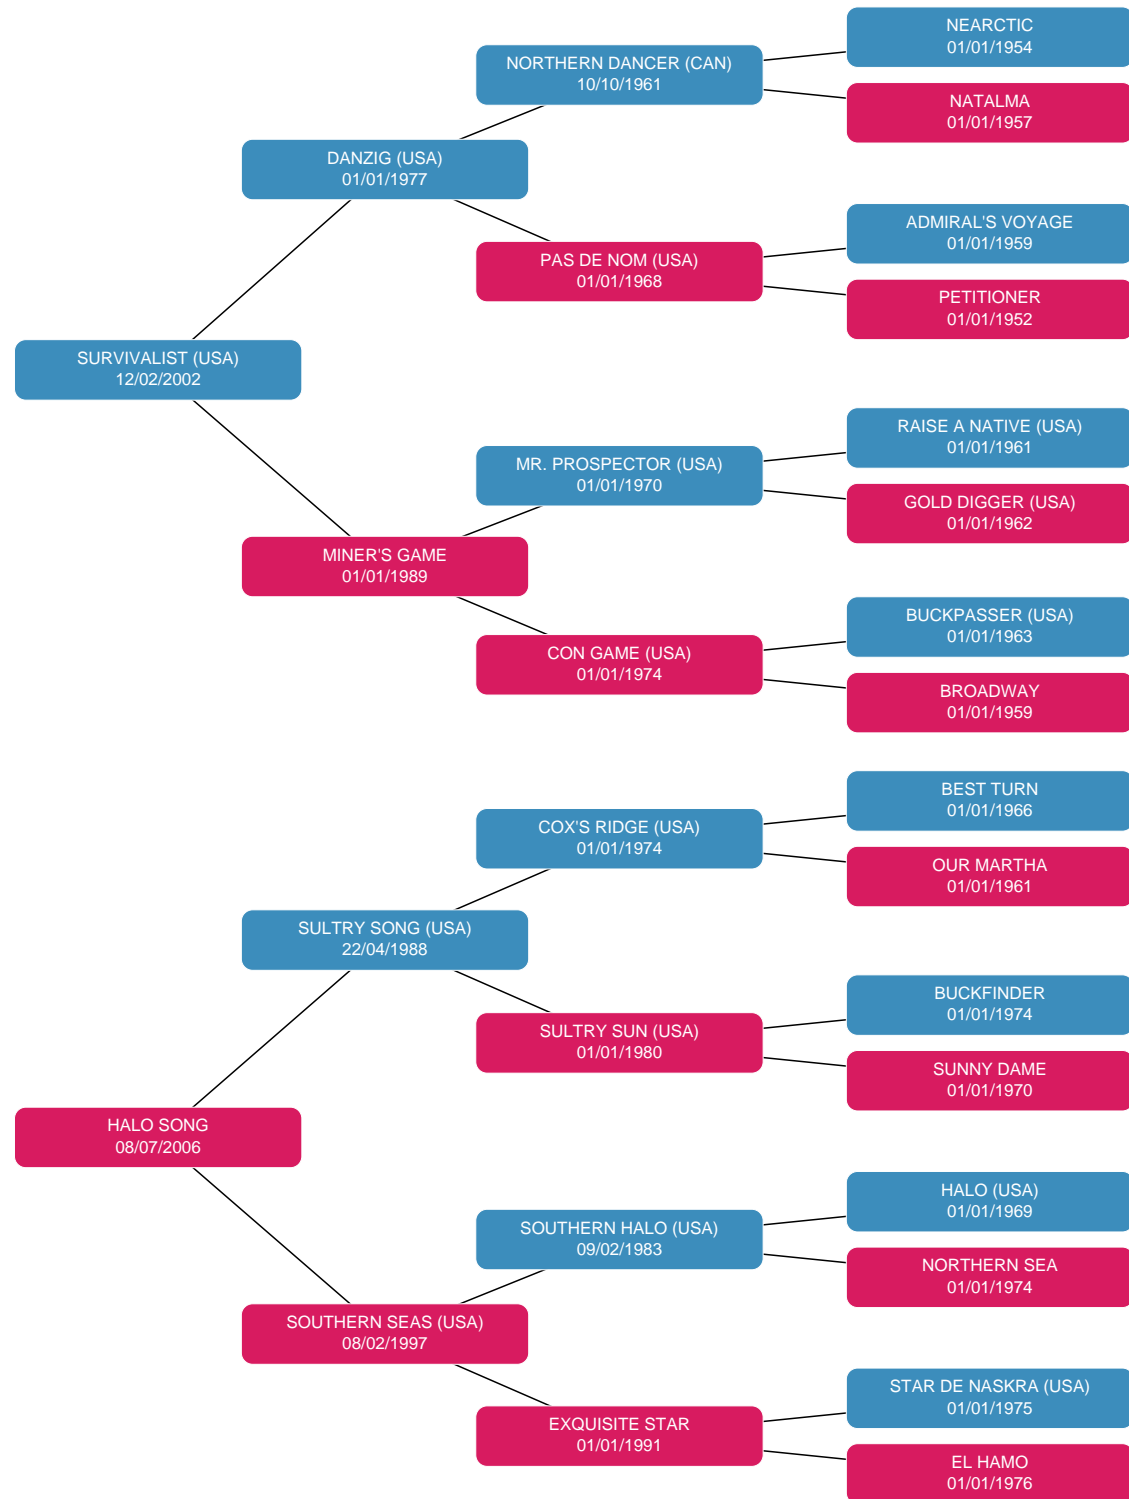 NEARCTIC
01/01/1954
NORTHERN DANCER (CAN)
10/10/1961
NATALMA
01/01/1957
DANZIG (USA)
01/01/1977
ADMIRAL'S VOYAGE
01/01/1959
PAS DE NOM (USA)
01/01/1968
PETITIONER
01/01/1952
SURVIVALIST (USA)
12/02/2002
RAISE A NATIVE (USA)
01/01/1961
MR. PROSPECTOR (USA)
01/01/1970
GOLD DIGGER (USA)
01/01/1962
MINER'S GAME
01/01/1989
BUCKPASSER (USA)
01/01/1963
CON GAME (USA)
01/01/1974
BROADWAY
01/01/1959
BEST TURN
01/01/1966
COX'S RIDGE (USA)
01/01/1974
OUR MARTHA
01/01/1961
SULTRY SONG (USA)
22/04/1988
BUCKFINDER
01/01/1974
SULTRY SUN (USA)
01/01/1980
SUNNY DAME
01/01/1970
HALO SONG
08/07/2006
HALO (USA)
01/01/1969
SOUTHERN HALO (USA)
09/02/1983
NORTHERN SEA
01/01/1974
SOUTHERN SEAS (USA)
08/02/1997
STAR DE NASKRA (USA)
01/01/1975
EXQUISITE STAR
01/01/1991
EL HAMO
01/01/1976